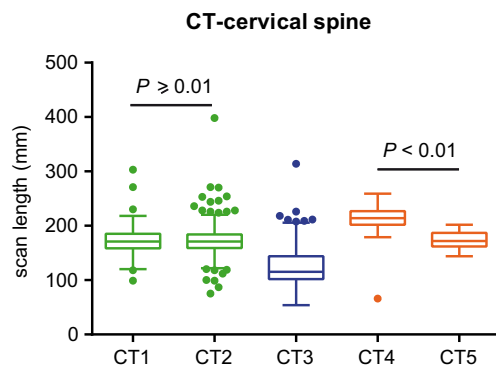 CT-cervical spine
scan length (mm)
500
400
300
200
100
0
P ⩾ 0.01
P < 0.01
CT1 CT2 CT3 CT4 CT5